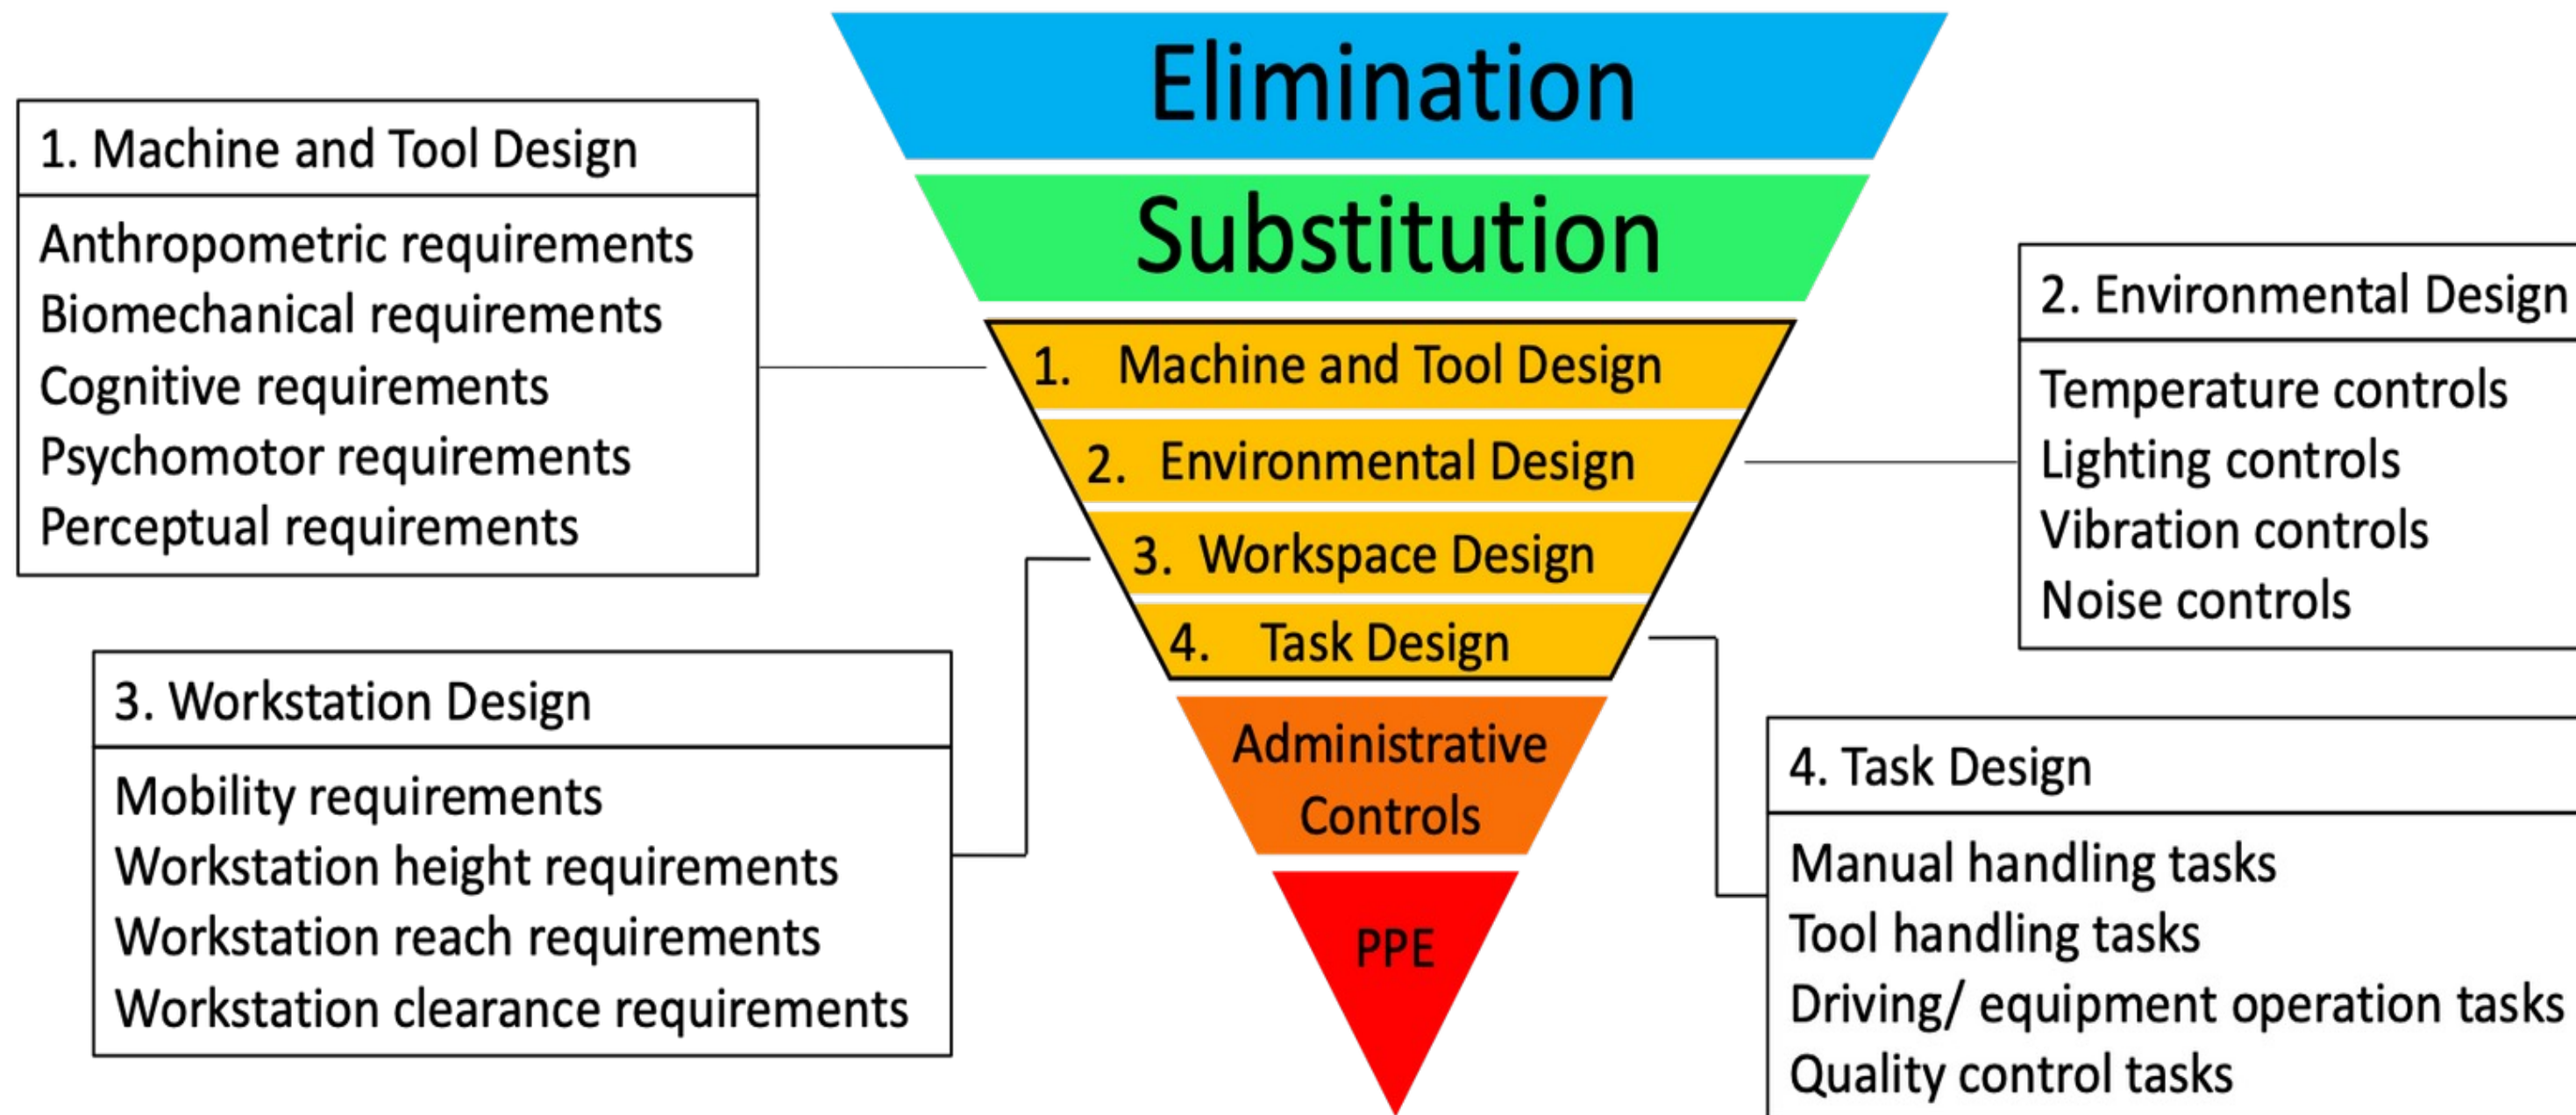 Elimination
Substitution
1. Machine and Tool Design
2. Environmental Design
3. Workspace Design
4. Task Design
Administrative
Controls
PPE
1. Machine and Tool Design
Anthropometric requirements
Biomechanical requirements
Cognitive requirements
Psychomotor requirements
Perceptual requirements
2. Environmental Design
Temperature controls
Lighting controls
Vibration controls
Noise controls
3. Workstation Design
Mobility requirements
Workstation height requirements
Workstation reach requirements
Workstation clearance requirements
4. Task Design
Manual handling tasks
Tool handling tasks
Driving/ equipment operation tasks
Quality control tasks